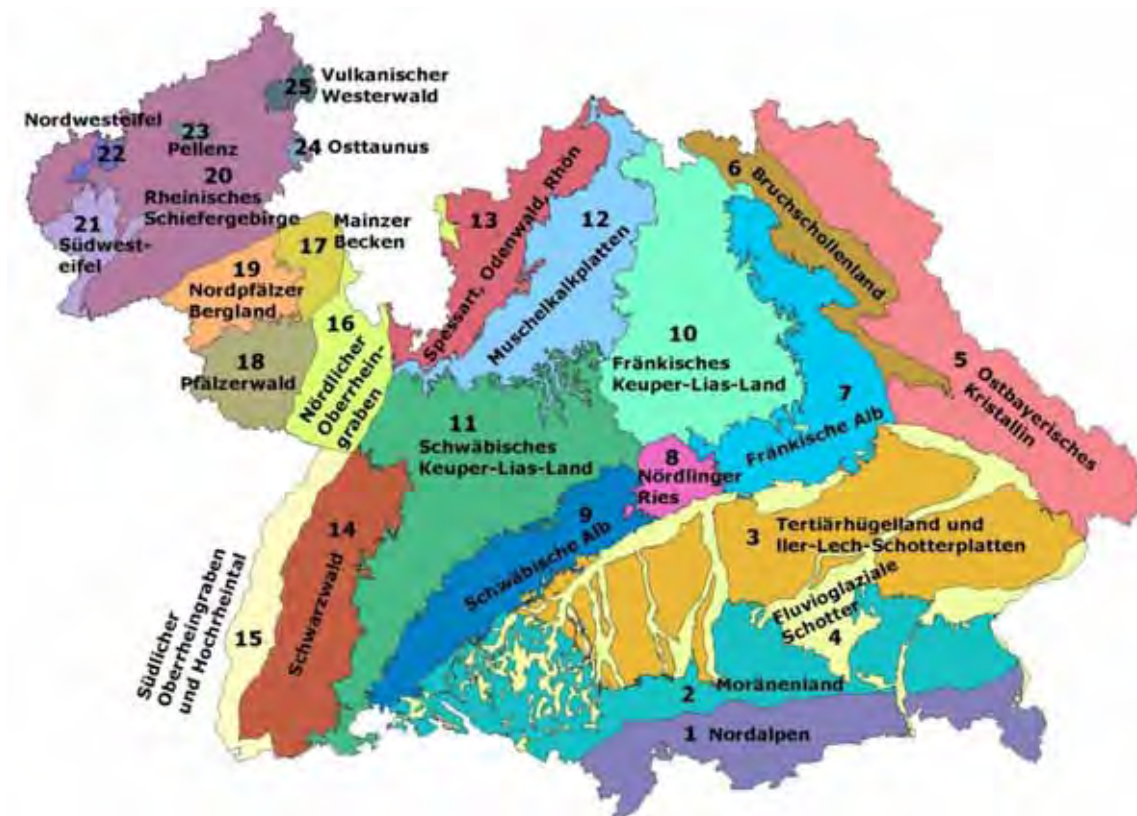 25 Vulkanischer
Westerwald
Nordwesteifel
22
23
Pellenz
24 Osttaunus
20
Rheinisches
Schiefergebirge
21
Südwest-
eifel
17 Mainzer
Becken
19
Nordpfälzer
Bergland
18
Pfälzerwald
16
Nördlicher
Oberrhein-
graben
13
Spessart, Odenwald, Rhön
12
Muschelkalkplatten
6
Bruchschollenland
10
Fränkisches
Keuper-Lias-Land
5
Ostbayerisches
Kristallin
7
Fränkische Alb
11
Schwäbisches
Keuper-Lias-Land
8
Nördlinger
Ries
9
Schwäbische Alb
14
Schwarzwald
15
Südlicher
Oberrheingraben
und Hochrheintal
3 Tertiärhügelland und
Iller-Lech-Schotterplatten
Fluvioglaziale
Schotter
4
2 Moränenland
1 Nordalpen